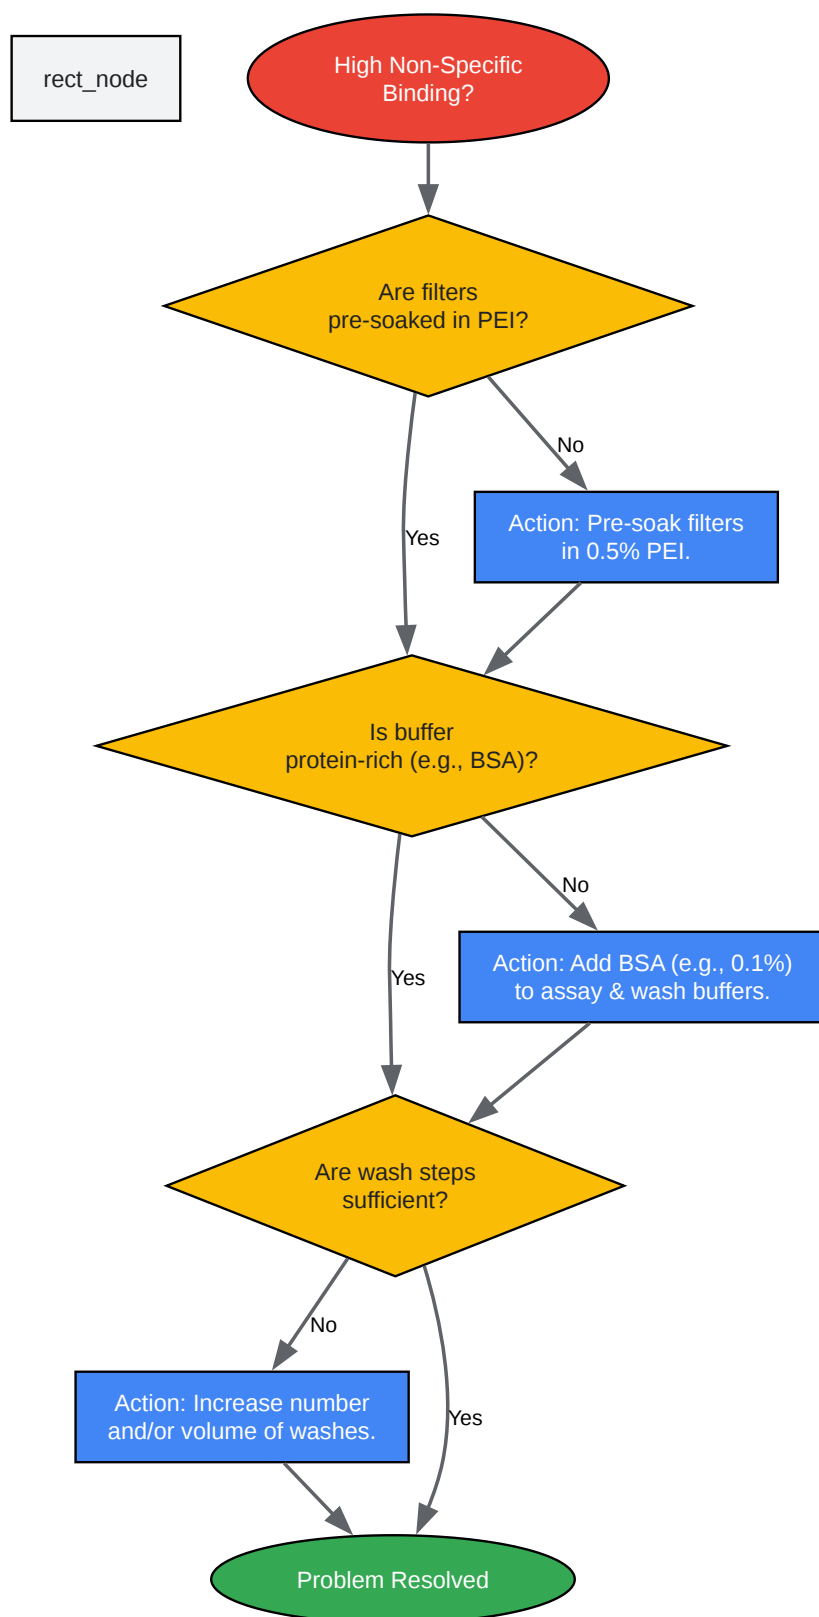 rect_node
High Non-Specific
Binding?
Are filters
pre-soaked in PEI?
No
Action: Pre-soak filters
in 0.5% PEI.
Yes
Is buffer
protein-rich (e.g., BSA)?
No
Action: Add BSA (e.g., 0.1%)
to assay & wash buffers.
Yes
Are wash steps
sufficient?
No
Action: Increase number
and/or volume of washes.
Yes
Problem Resolved